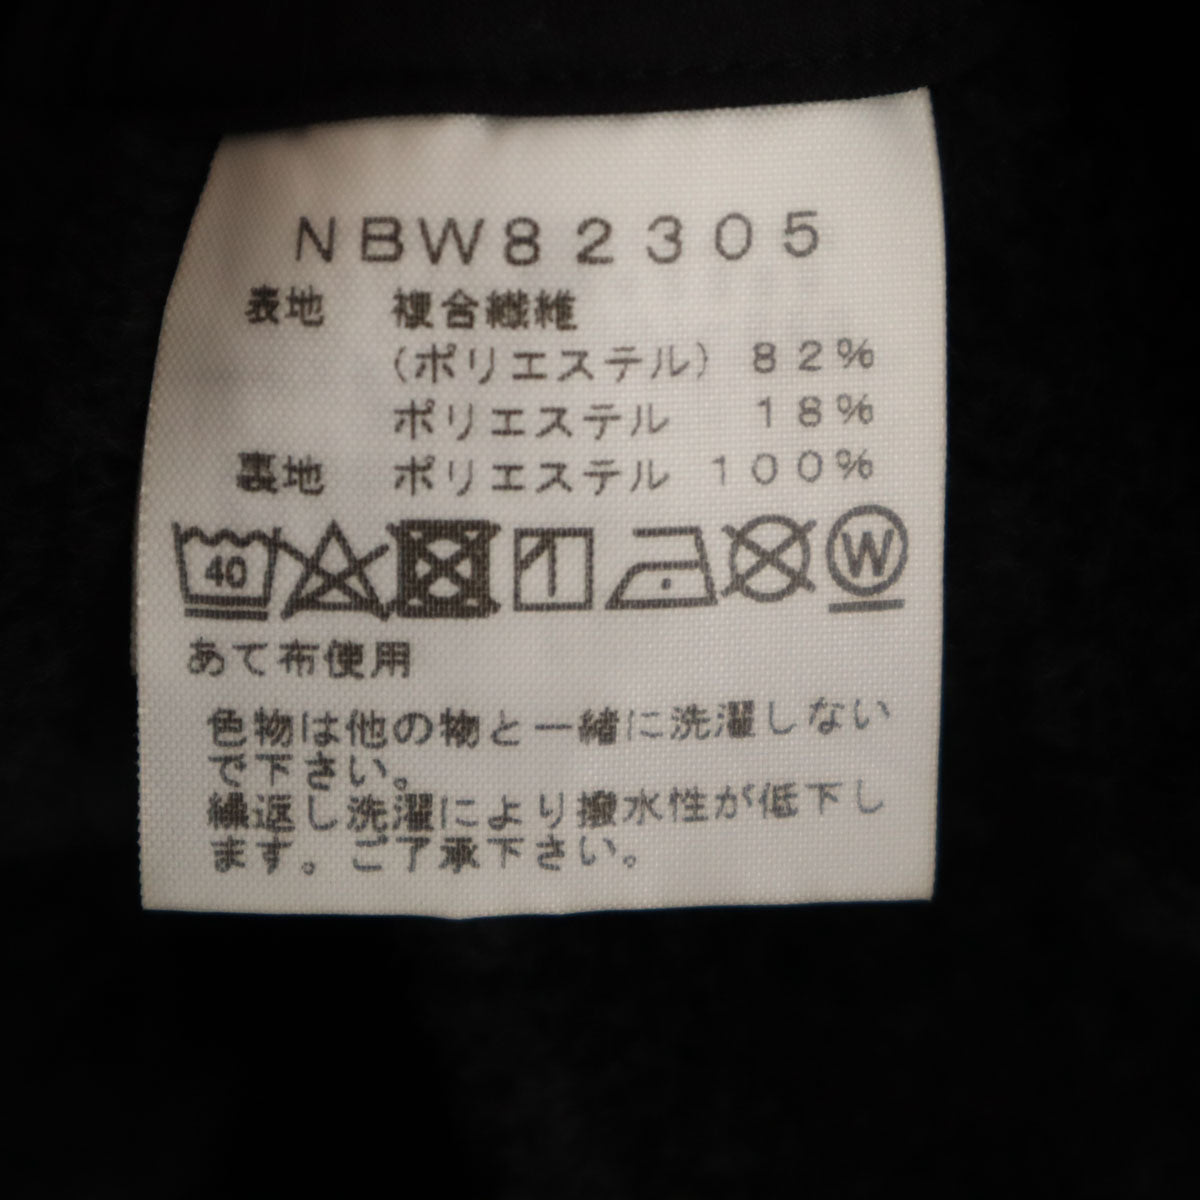 NBW82305
表地 複合繊維
(ポリエステル) 82%
ポリエステル 18%
裏地 ポリエステル 100%
40 W
あて布使用
色物は他の物と一緒に洗濯しない
で下さい。
繰返し洗濯により撥水性が低下し
ます。ご了承下さい。